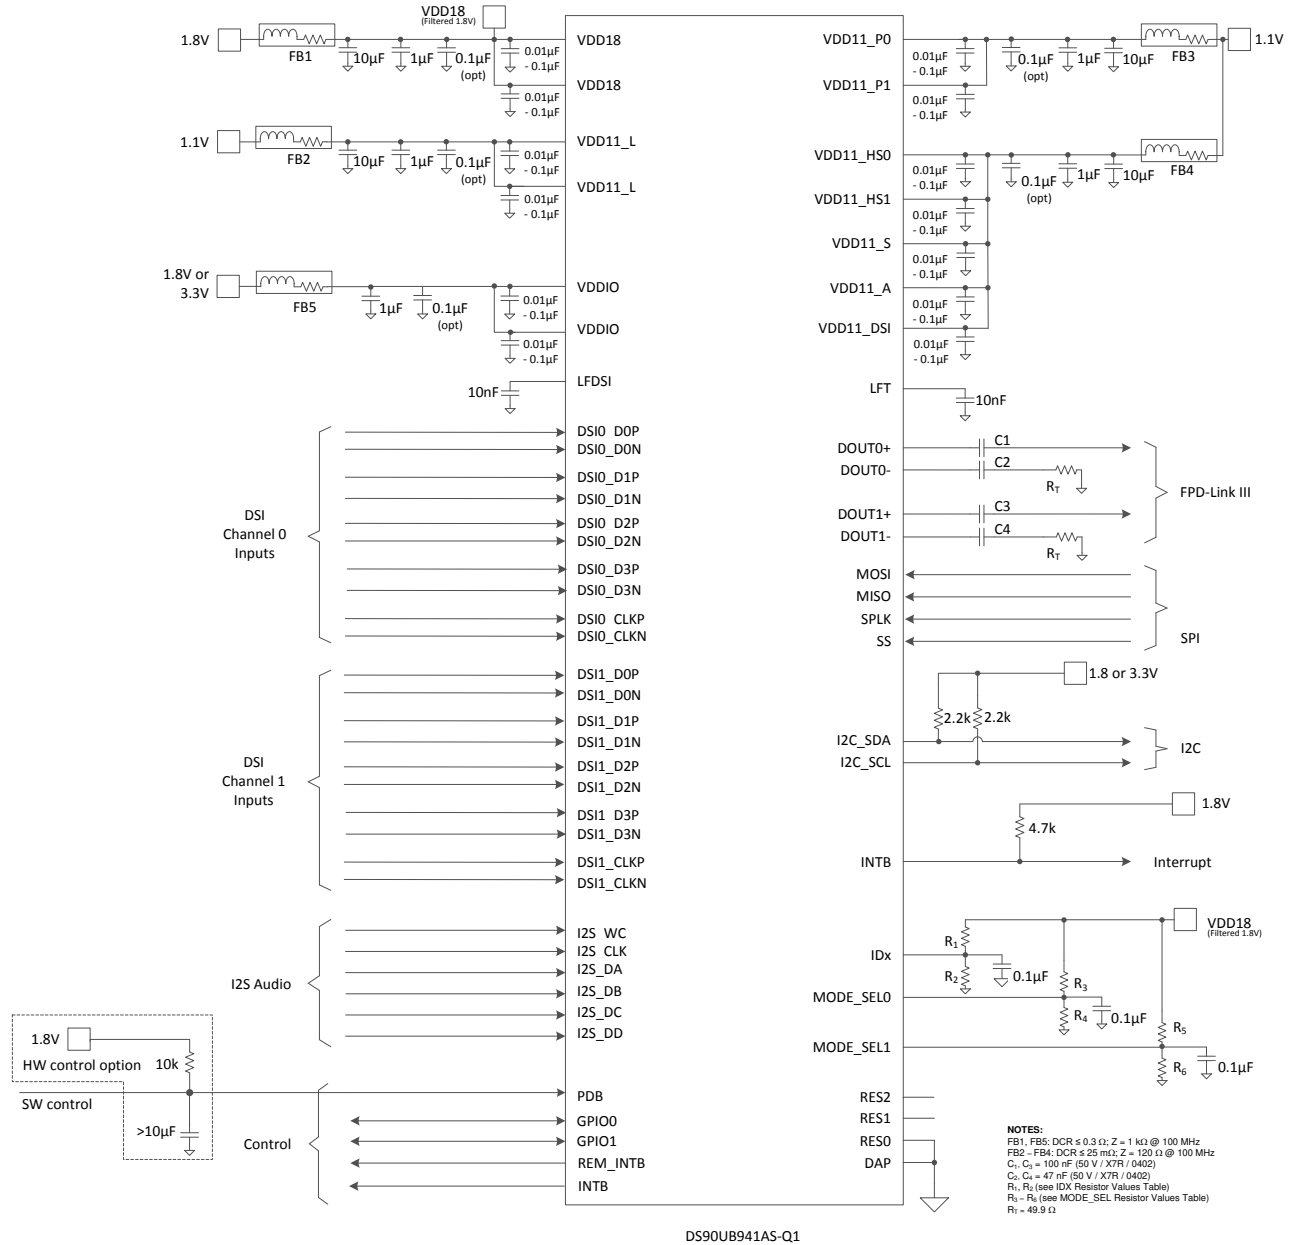 VDD18
(Filtered 1.8V)
1.8V
FB1
10µF
1µF
0.1µF
(opt)
0.01µF
- 0.1µF
VDD18
0.01µF
- 0.1µF
VDD18
1.1V
FB2
10µF
1µF
0.1µF
(opt)
0.01µF
- 0.1µF
VDD11_L
0.01µF
- 0.1µF
VDD11_L
1.8V or
3.3V
FB5
1µF
0.1µF
(opt)
0.01µF
- 0.1µF
VDDIO
0.01µF
- 0.1µF
VDDIO
10nF
LFDSI
DSI
Channel 0
Inputs
DSI0_D0P
DSI0_D0N
DSI0_D1P
DSI0_D1N
DSI0_D2P
DSI0_D2N
DSI0_D3P
DSI0_D3N
DSI0_CLKP
DSI0_CLKN
DSI
Channel 1
Inputs
DSI1_D0P
DSI1_D0N
DSI1_D1P
DSI1_D1N
DSI1_D2P
DSI1_D2N
DSI1_D3P
DSI1_D3N
DSI1_CLKP
DSI1_CLKN
I2S Audio
I2S_WC
I2S_CLK
I2S_DA
I2S_DB
I2S_DC
I2S_DD
1.8V
HW control option
10k
SW control
>10µF
Control
PDB
GPIO0
GPIO1
REM_INTB
INTB
VDD11_P0
0.01µF
- 0.1µF
0.1µF
(opt)
1µF
10µF
FB3
1.1V
VDD11_P1
0.01µF
- 0.1µF
VDD11_HS0
0.01µF
- 0.1µF
0.1µF
(opt)
1µF
10µF
FB4
VDD11_HS1
0.01µF
- 0.1µF
VDD11_S
0.01µF
- 0.1µF
VDD11_A
0.01µF
- 0.1µF
VDD11_DSI
0.01µF
- 0.1µF
LFT
10nF
DOUT0+
C1
DOUT0-
C2
RT
DOUT1+
C3
DOUT1-
C4
RT
FPD-Link III
MOSI
MISO
SPLK
SS
SPI
1.8 or 3.3V
2.2k
2.2k
I2C_SDA
I2C_SCL
I2C
1.8V
4.7k
INTB
Interrupt
VDD18
(Filtered 1.8V)
IDx
R1
R2
0.1µF
MODE_SEL0
R3
R4
0.1µF
MODE_SEL1
R5
R6
0.1µF
RES2
RES1
RES0
DAP
NOTES:
FB1, FB5: DCR ≤ 0.3 Ω; Z = 1 kΩ @ 100 MHz
FB2 – FB4: DCR ≤ 25 mΩ; Z = 120 Ω @ 100 MHz
C1, C3 = 100 nF (50 V / X7R / 0402)
C2, C4 = 47 nF (50 V / X7R / 0402)
R1, R2 (see IDX Resistor Values Table)
R3 – R6 (see MODE_SEL Resistor Values Table)
RT = 49.9 Ω
DS90UB941AS-Q1